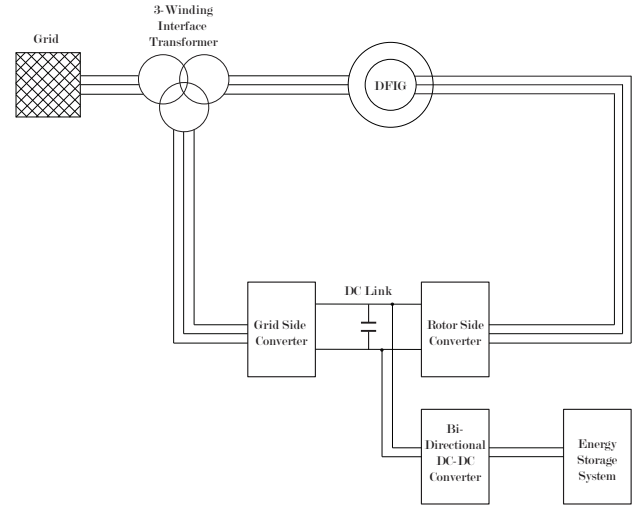 3-Winding
Interface
Transformer
Grid
DFIG
DC Link
Grid Side
Converter
Rotor Side
Converter
Bi-
Directional
DC-DC
Converter
Energy
Storage
System